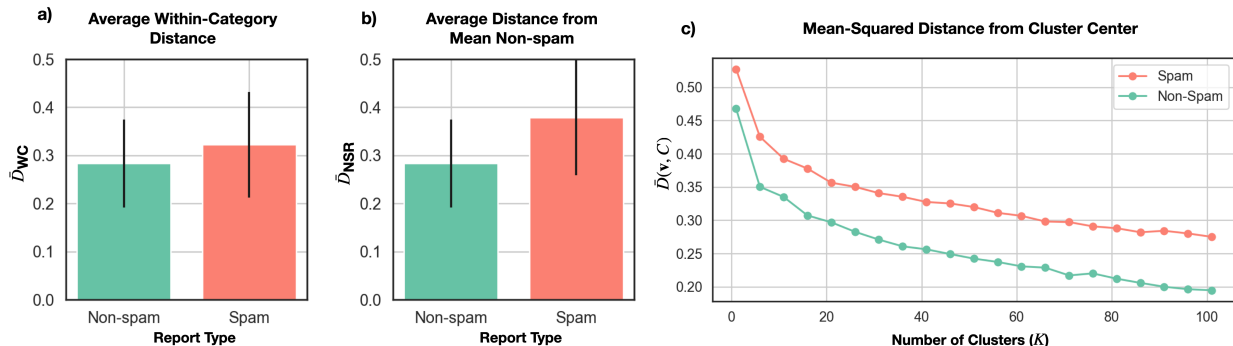 a)
Average Within-Category
Distance
0.5
0.4
0.3
0.2
0.1
0.0
D̄WC
Non-spam
Spam
Report Type
b)
Average Distance from
Mean Non-spam
0.5
0.4
0.3
0.2
0.1
0.0
D̄NSR
Non-spam
Spam
Report Type
c)
Mean-Squared Distance from Cluster Center
Spam
Non-Spam
0.50
0.45
0.40
0.35
0.30
0.25
0.20
D̄(v, C)
0
20
40
60
80
100
Number of Clusters (K)